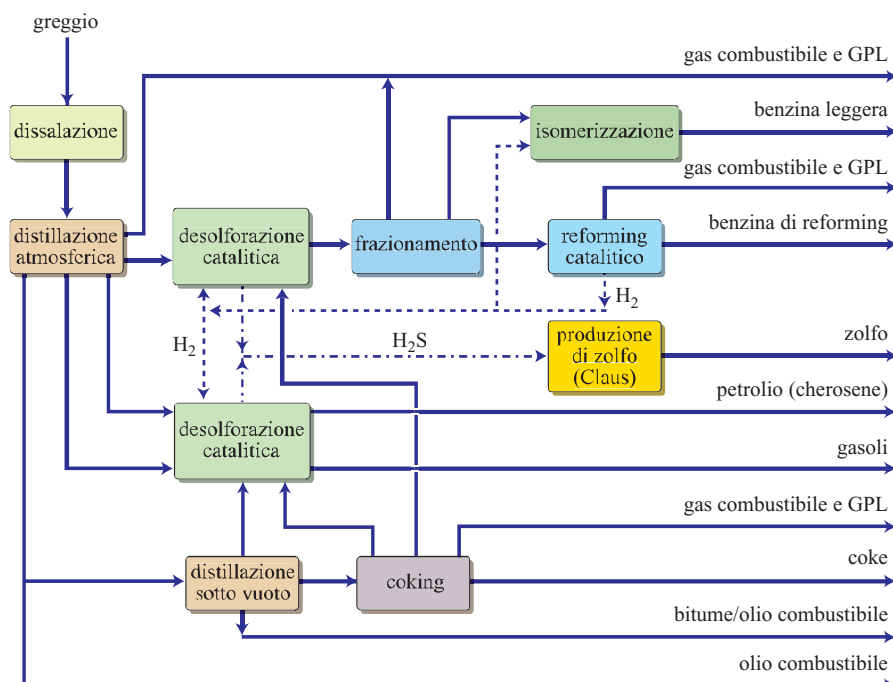 greggio
gas combustibile e GPL
dissalazione
isomerizzazione
benzina leggera
gas combustibile e GPL
distillazione
atmosferica
desolforazione
catalitica
frazionamento
reforming
catalitico
benzina di reforming
H2
H2
H2S
produzione
di zolfo
(Claus)
zolfo
petrolio (cherosene)
desolforazione
catalitica
gasoli
gas combustibile e GPL
distillazione
sotto vuoto
coking
coke
bitume/olio combustibile
olio combustibile